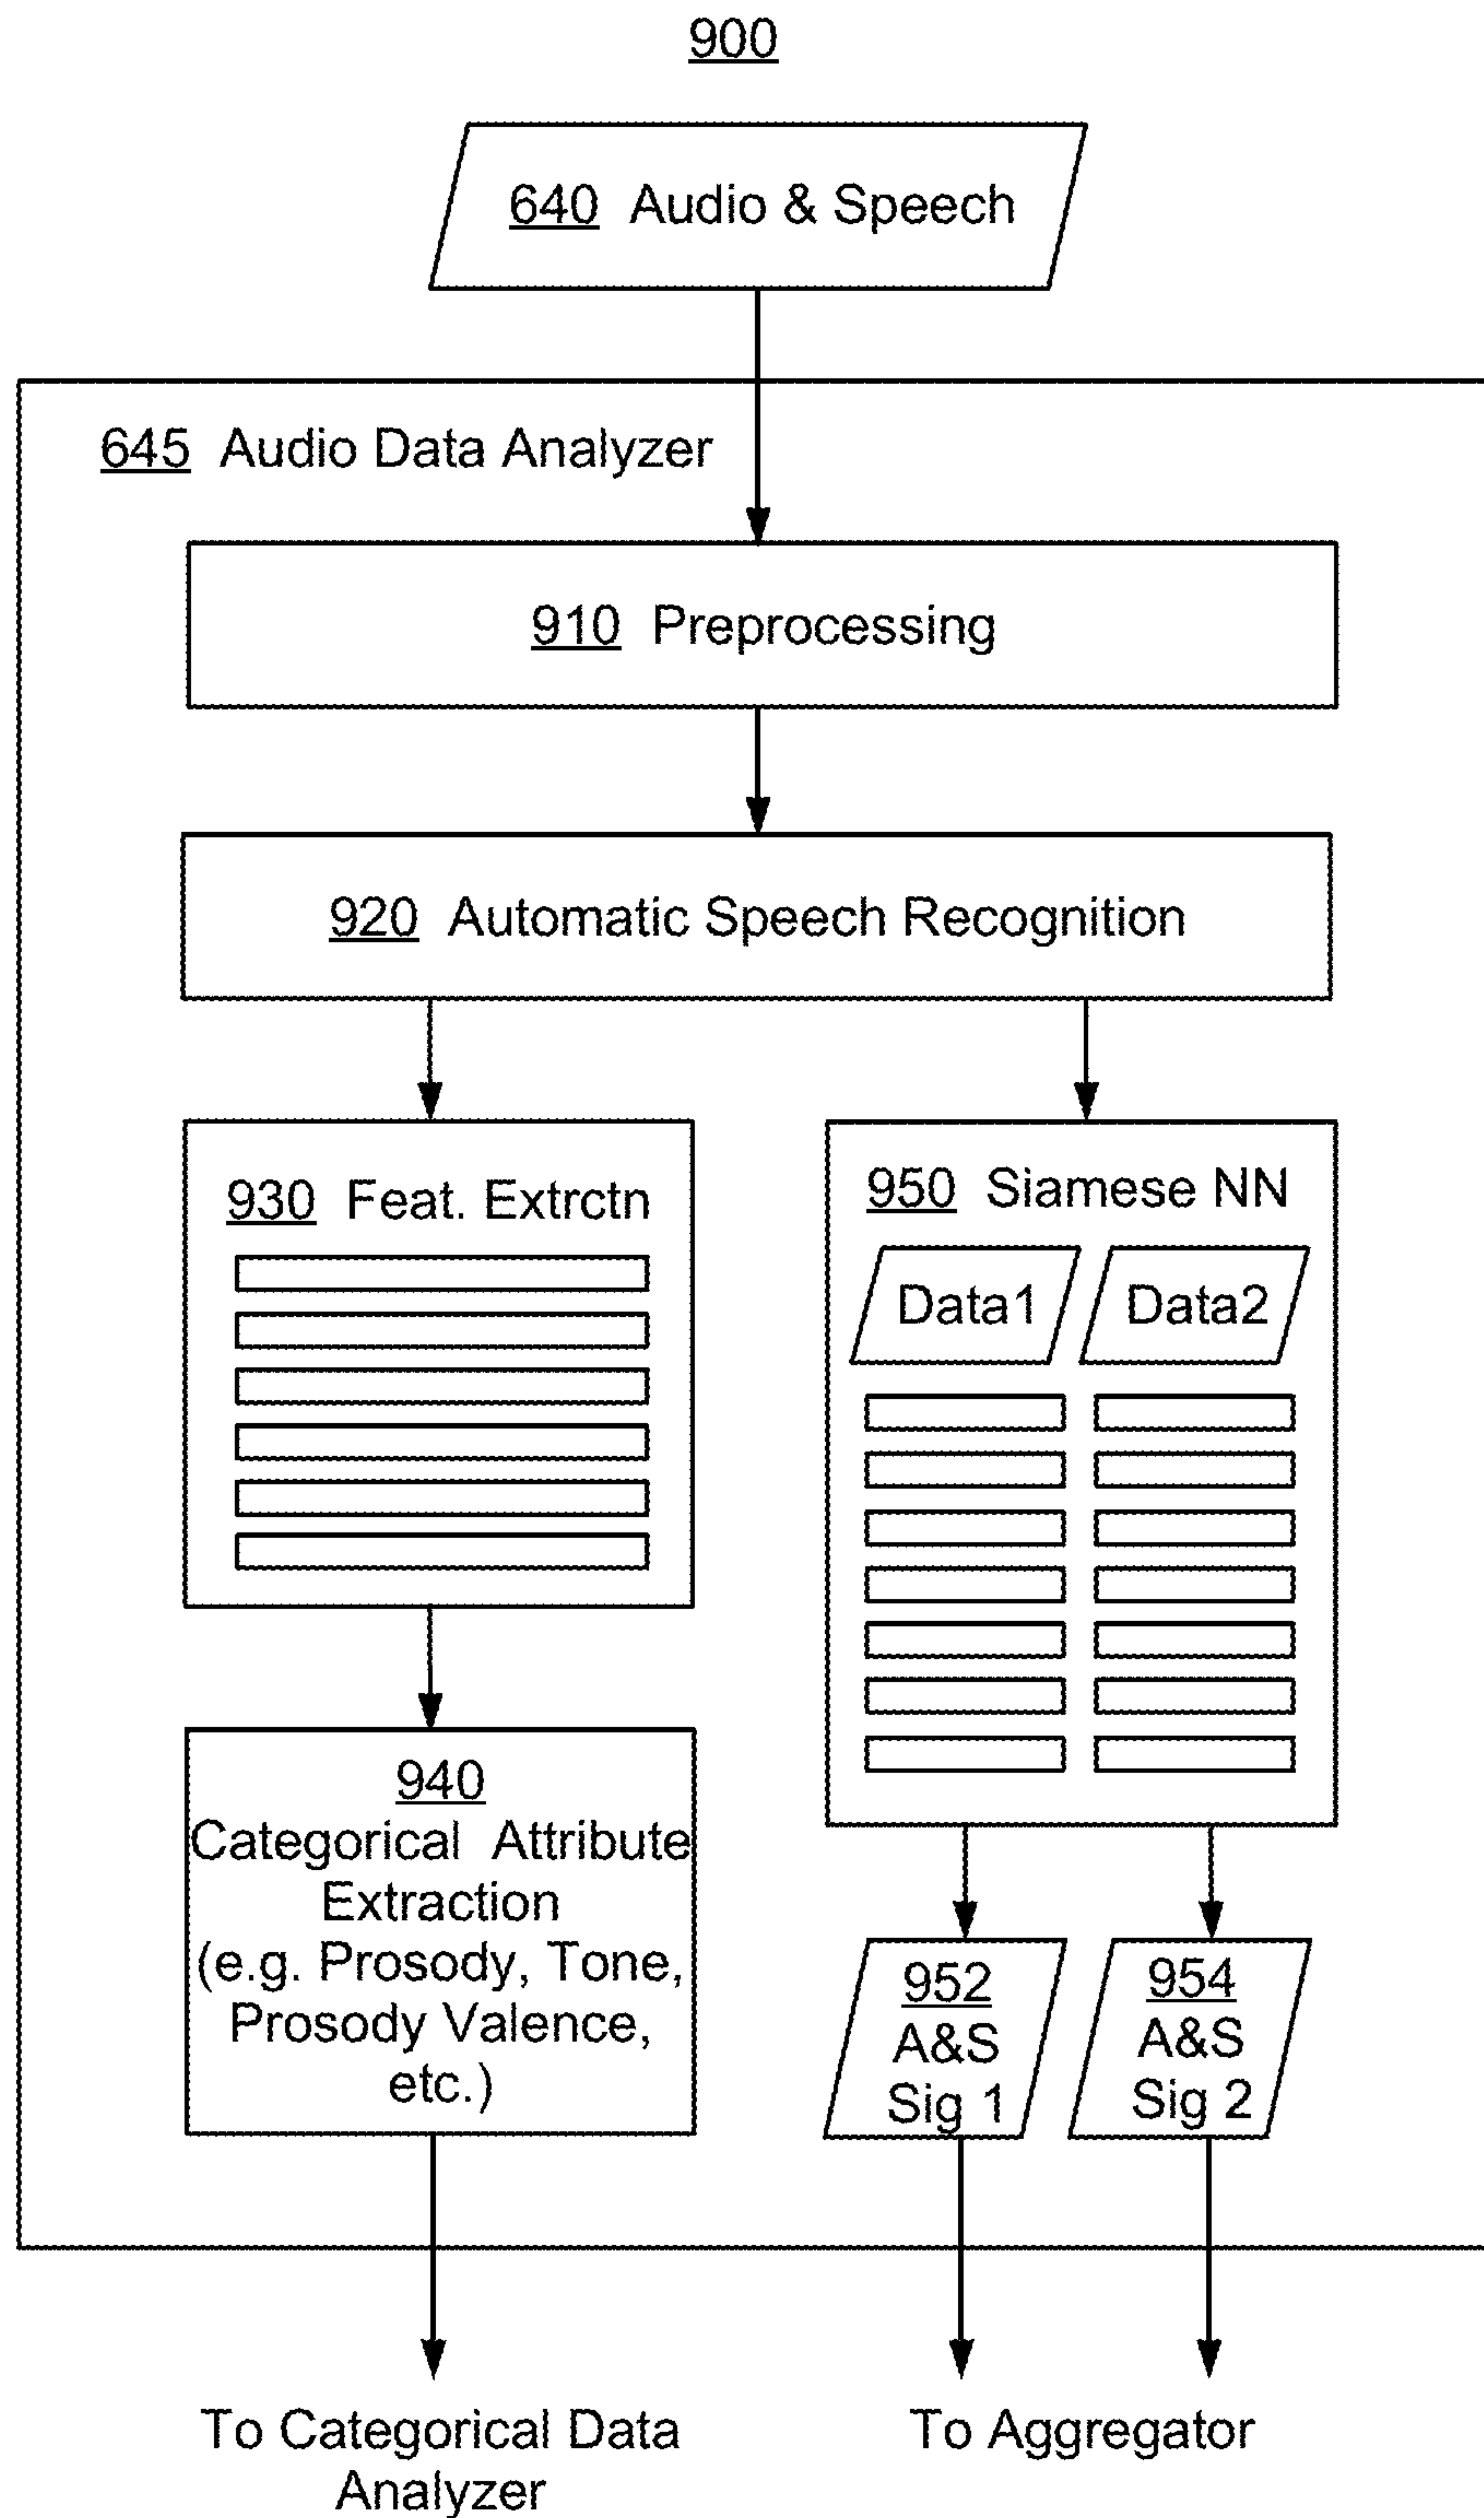 900
640 Audio & Speech
645 Audio Data Analyzer
910 Preprocessing
920 Automatic Speech Recognition
930 Feat. Extrctn
950 Siamese NN
Data1
Data2
940
Categorical Attribute
Extraction
(e.g. Prosody, Tone,
Prosody Valence,
etc.)
952
A&S
Sig 1
954
A&S
Sig 2
To Categorical Data
Analyzer
To Aggregator